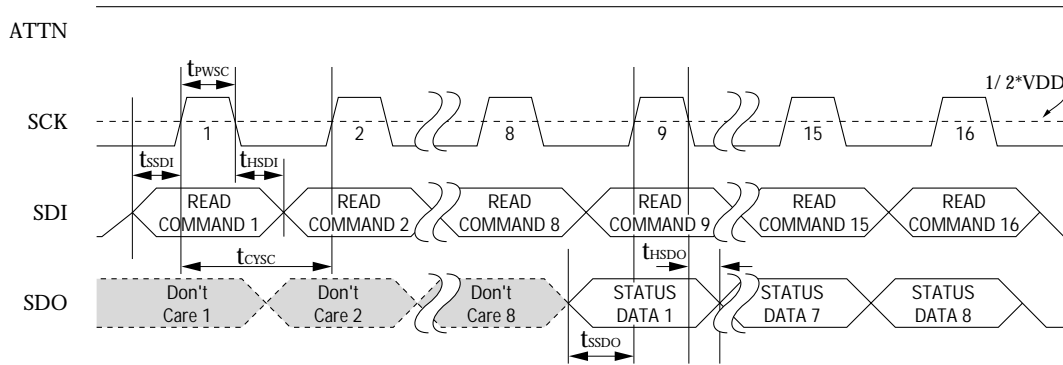 ATTN
tPWSC
1/ 2*VDD
SCK
1
2
8
9
15
16
tSSDI
tHSDI
SDI
READ
COMMAND 1
READ
COMMAND 2
READ
COMMAND 8
READ
COMMAND 9
READ
COMMAND 15
READ
COMMAND 16
tCYSC
tHSDO
SDO
Don't
Care 1
Don't
Care 2
Don't
Care 8
STATUS
DATA 1
STATUS
DATA 7
STATUS
DATA 8
tSSDO